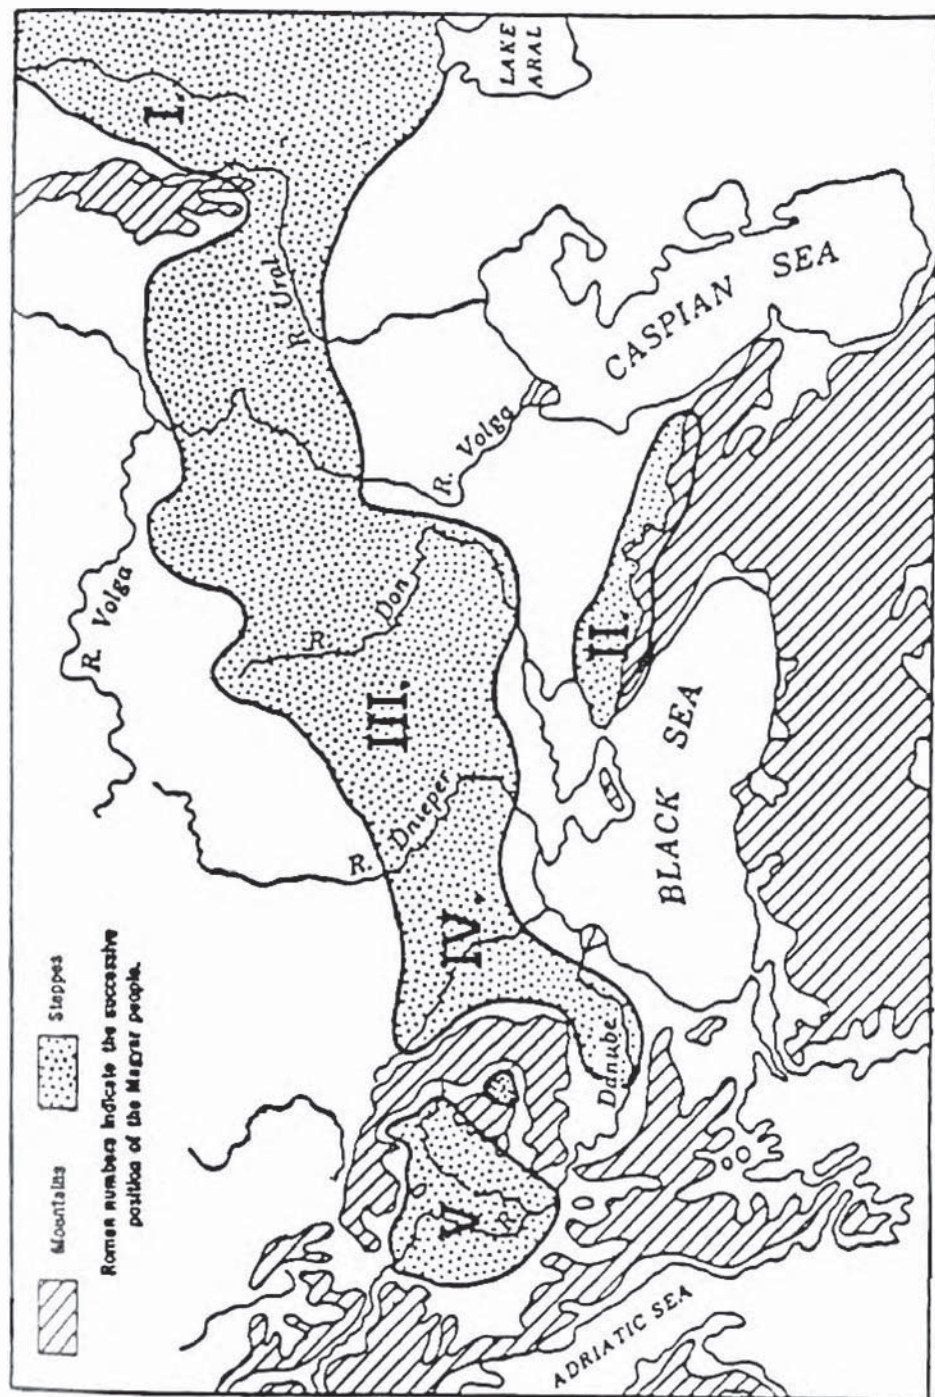 Mountains
Steppes
Roman numbers indicate the successive
position of the Magyar people.
R. Volga
I.
LAKE
ARAL
R. Ural
R. Volga
R. Don
III.
R. Dnieper
IV.
II.
CASPIAN SEA
BLACK SEA
V.
R.
Danube
ADRIATIC SEA